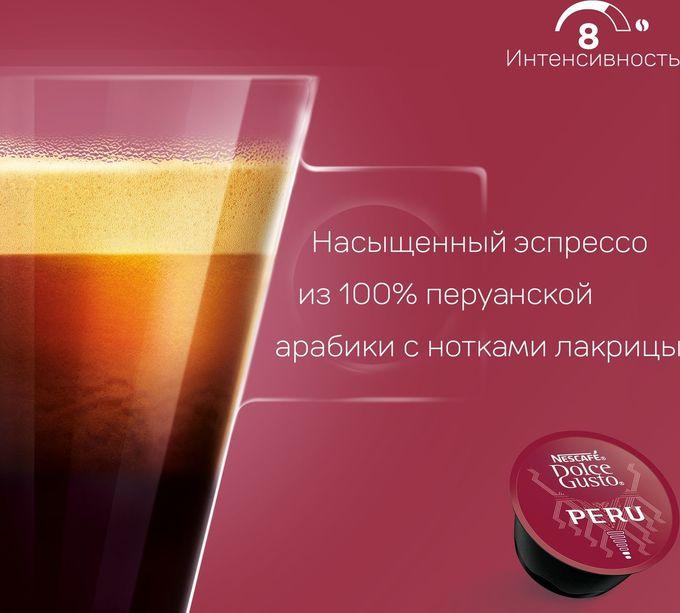 8
Интенсивность
Насыщенный эспрессо
из 100% перуанской
арабики с нотками лакрицы
NESCAFÉ®
Dolce
Gusto®
PERU